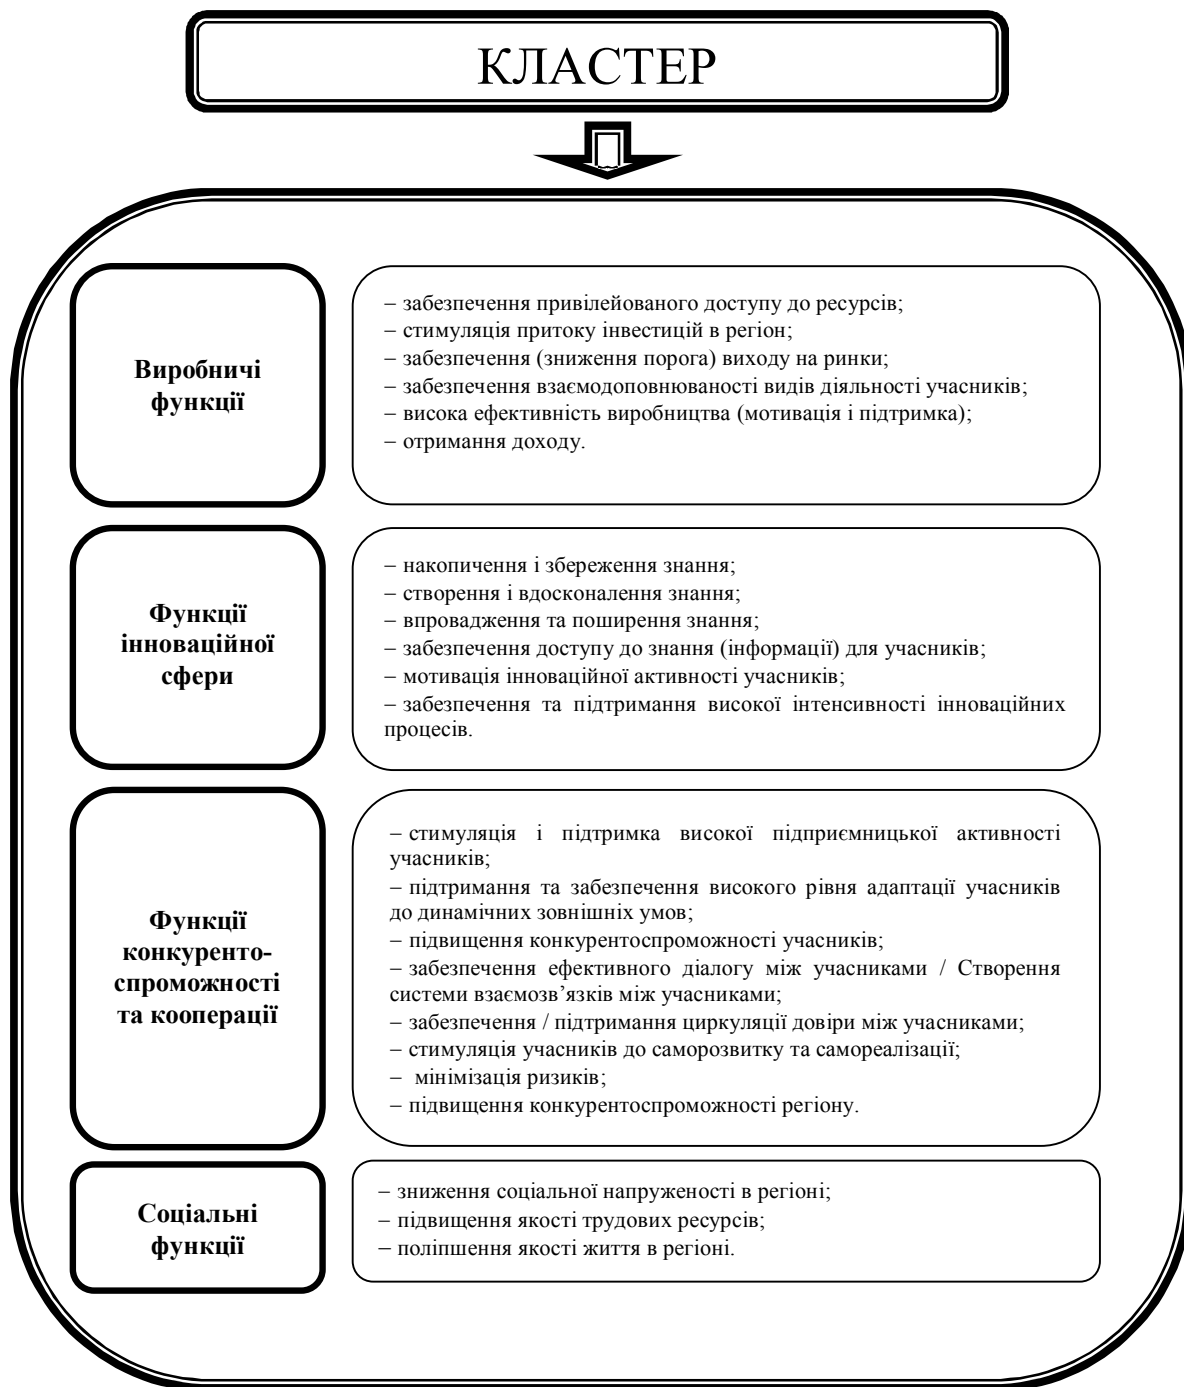 КЛАСТЕР
Виробничі
функції
– забезпечення привілейованого доступу до ресурсів;
– стимуляція притоку інвестицій в регіон;
– забезпечення (зниження порога) виходу на ринки;
– забезпечення взаємодоповнюваності видів діяльності учасників;
– висока ефективність виробництва (мотивація і підтримка);
– отримання доходу.
Функції
інноваційної
сфери
– накопичення і збереження знання;
– створення і вдосконалення знання;
– впровадження та поширення знання;
– забезпечення доступу до знання (інформації) для учасників;
– мотивація інноваційної активності учасників;
– забезпечення та підтримання високої інтенсивності інноваційних
процесів.
Функції
конкуренто-
спроможності
та кооперації
– стимуляція і підтримка високої підприємницької активності
учасників;
– підтримання та забезпечення високого рівня адаптації учасників
до динамічних зовнішніх умов;
– підвищення конкурентоспроможності учасників;
– забезпечення ефективного діалогу між учасниками / Створення
системи взаємозв’язків між учасниками;
– забезпечення / підтримання циркуляції довіри між учасниками;
– стимуляція учасників до саморозвитку та самореалізації;
– мінімізація ризиків;
– підвищення конкурентоспроможності регіону.
Соціальні
функції
– зниження соціальної напруженості в регіоні;
– підвищення якості трудових ресурсів;
– поліпшення якості життя в регіоні.